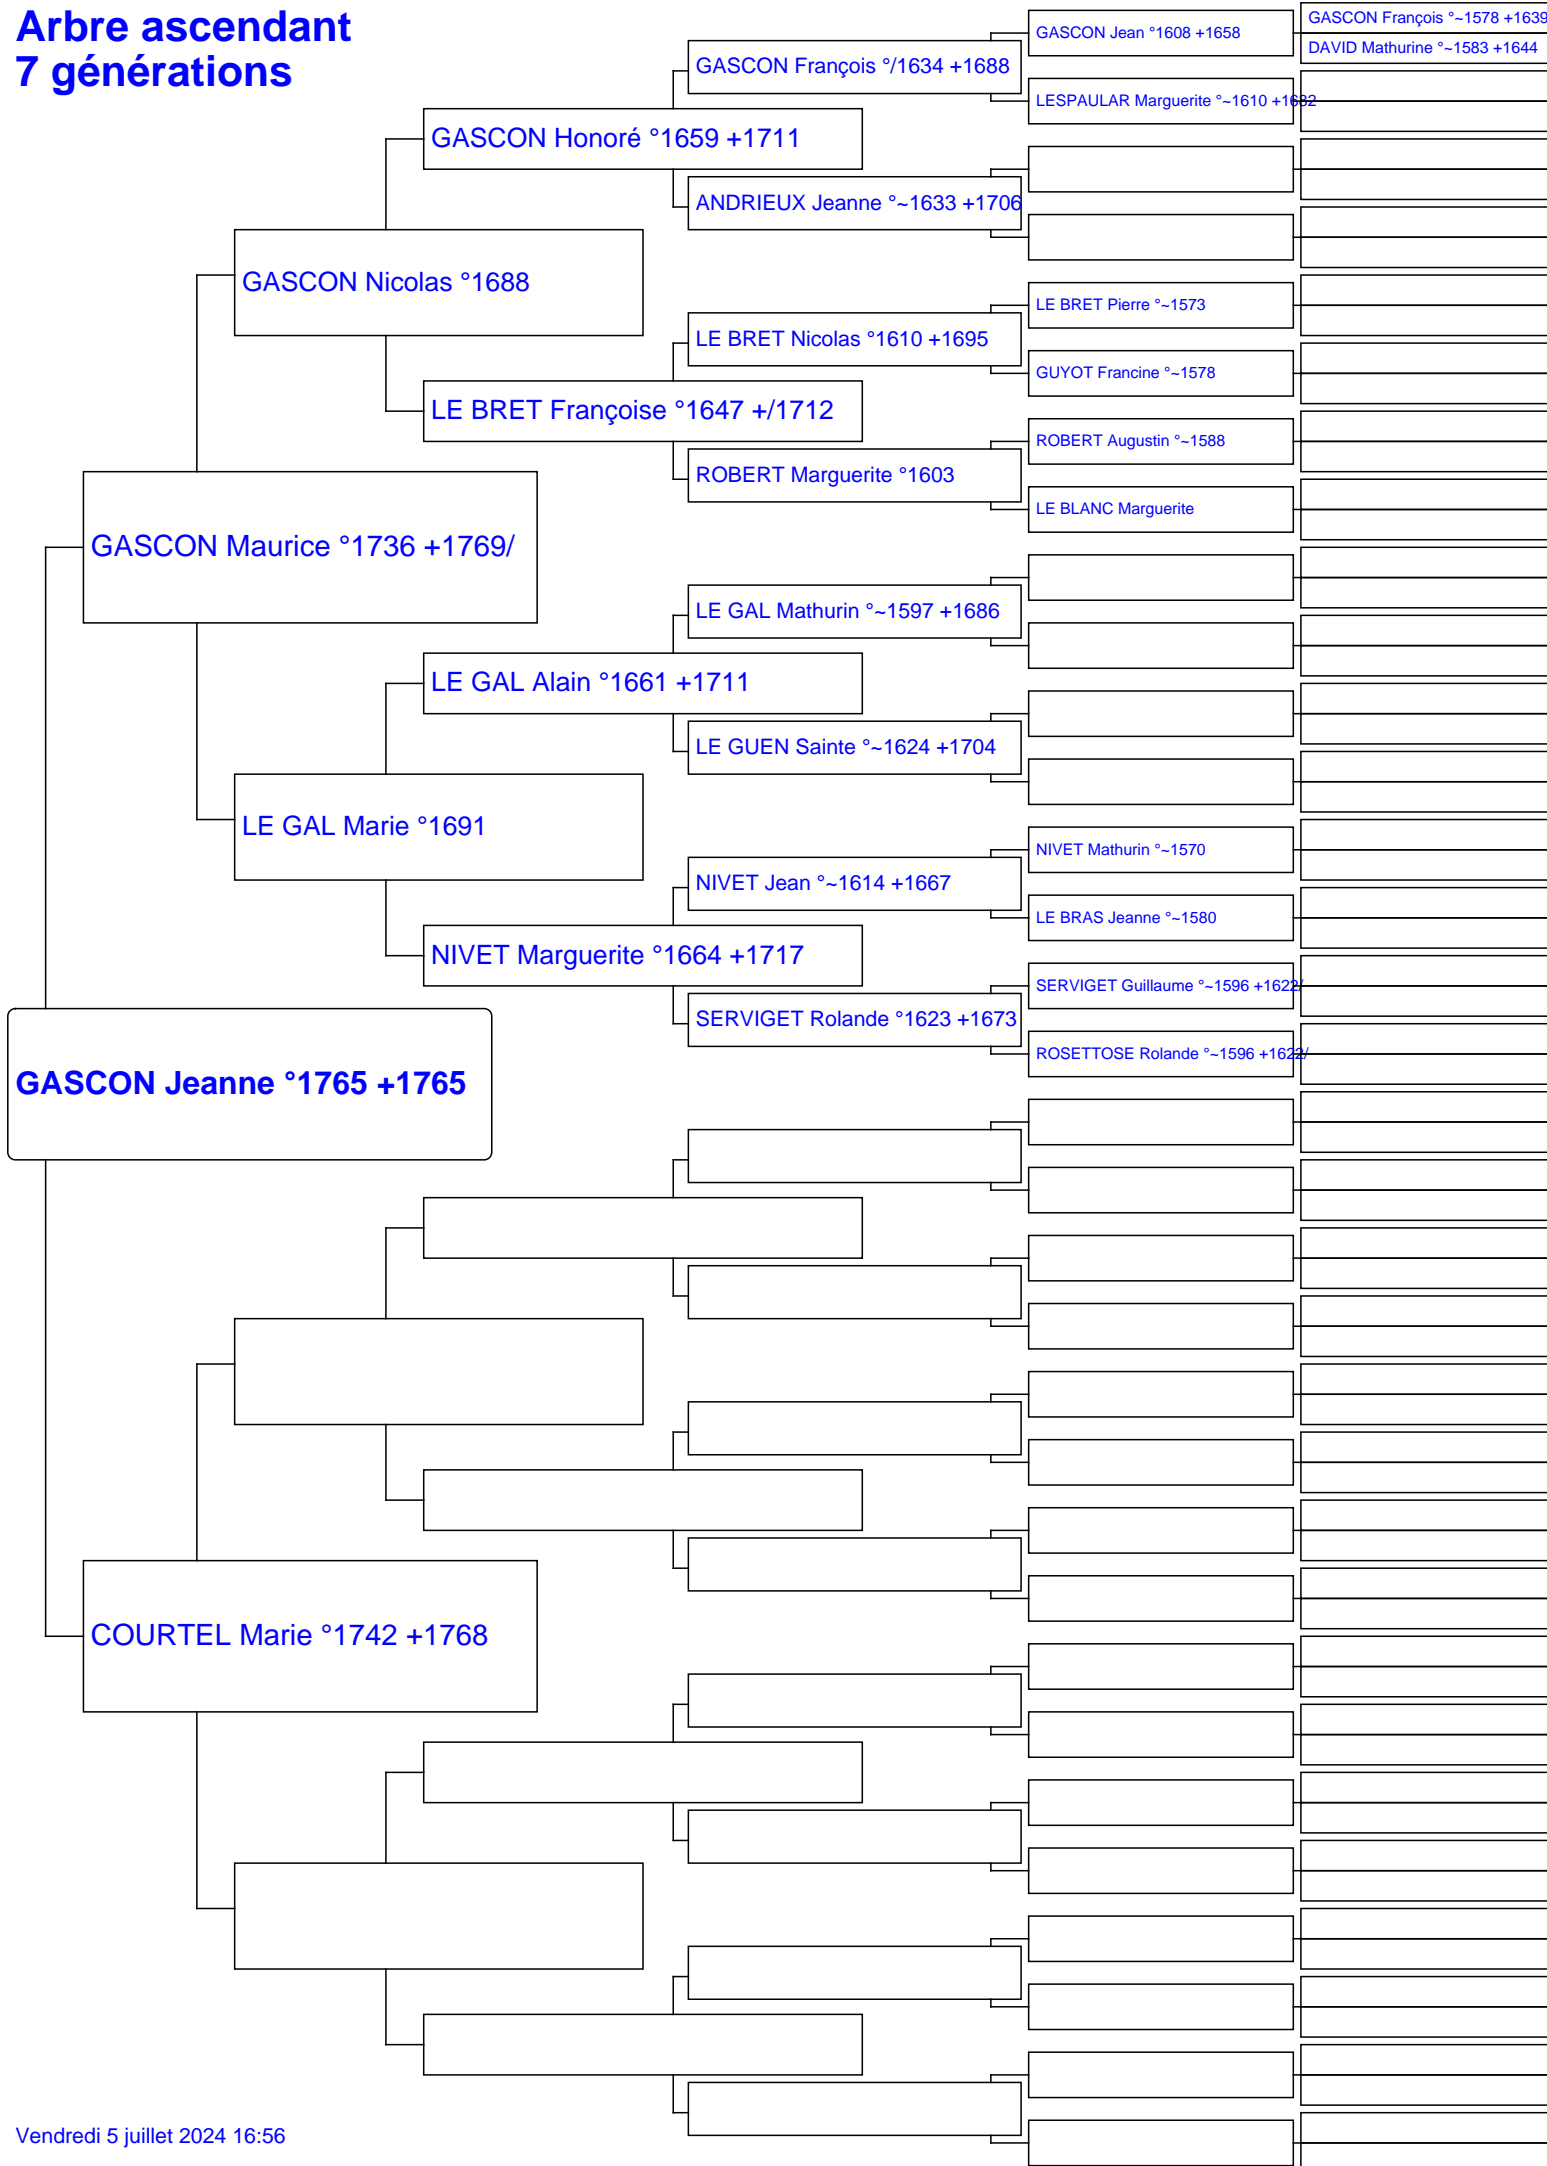 Arbre ascendant
7 générations
GASCON François °~1578 +1639
DAVID Mathurine °~1583 +1644
GASCON Jean °1608 +1658
GASCON François °/1634 +1688
LESPAULAR Marguerite °~1610 +1682
GASCON Honoré °1659 +1711
ANDRIEUX Jeanne °~1633 +1706
GASCON Nicolas °1688
LE BRET Pierre °~1573
LE BRET Nicolas °1610 +1695
GUYOT Francine °~1578
LE BRET Françoise °1647 +/1712
ROBERT Augustin °~1588
ROBERT Marguerite °1603
LE BLANC Marguerite
GASCON Maurice °1736 +1769/
LE GAL Mathurin °~1597 +1686
LE GAL Alain °1661 +1711
LE GUEN Sainte °~1624 +1704
LE GAL Marie °1691
NIVET Mathurin °~1570
NIVET Jean °~1614 +1667
LE BRAS Jeanne °~1580
NIVET Marguerite °1664 +1717
SERVIGET Guillaume °~1596 +1622/
SERVIGET Rolande °1623 +1673
ROSETTOSE Rolande °~1596 +1622/
GASCON Jeanne °1765 +1765
COURTEL Marie °1742 +1768
Vendredi 5 juillet 2024 16:56